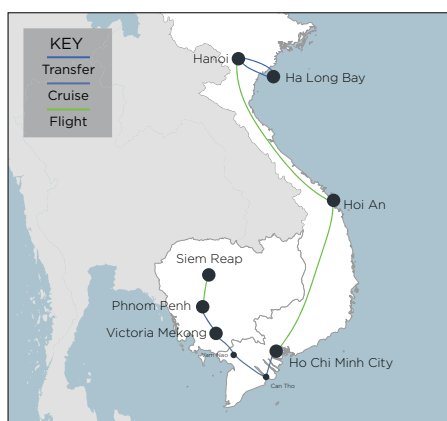 KEY
Transfer
Cruise
Flight
Hanoi
Ha Long Bay
Hoi An
Siem Reap
Phnom Penh
Victoria Mekong
Ho Chi Minh City
Can Tho